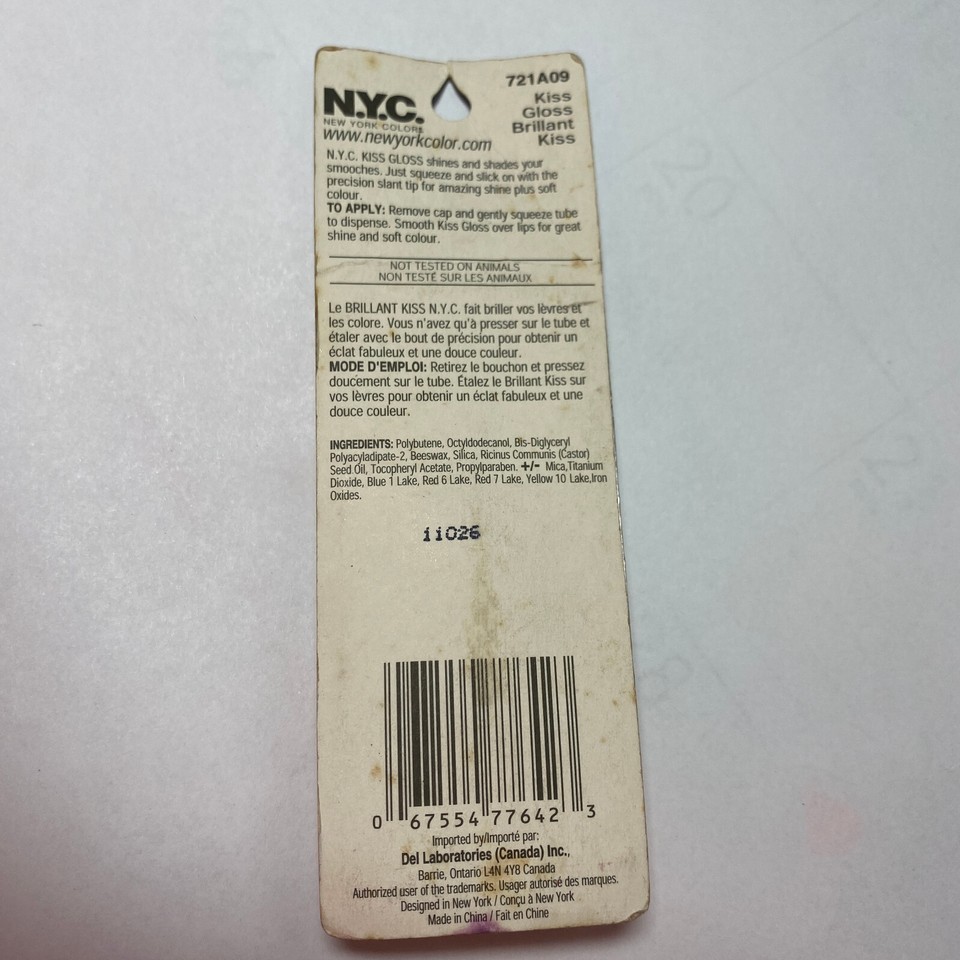 721A09
N.Y.C.
NEW YORK COLOR
www.newyorkcolor.com
Kiss
Gloss
Brillant
Kiss
N.Y.C. KISS GLOSS shines and shades your
smooches. Just squeeze and slick on with the
precision slant tip for amazing shine plus soft
colour.
TO APPLY: Remove cap and gently squeeze tube
to dispense. Smooth Kiss Gloss over lips for great
shine and soft colour.
NOT TESTED ON ANIMALS
NON TESTÉ SUR LES ANIMAUX
Le BRILLANT KISS N.Y.C. fait briller vos lèvres et
les colore. Vous n'avez qu'à presser sur le tube et
étaler avec le bout de précision pour obtenir un
éclat fabuleux et une douce couleur.
MODE D'EMPLOI: Retirez le bouchon et pressez
doucement sur le tube. Étalez le Brillant Kiss sur
vos lèvres pour obtenir un éclat fabuleux et une
douce couleur.
INGREDIENTS: Polybutene, Octyldodecanol, Bis-Diglyceryl
Polyacyladipate-2, Beeswax, Silica, Ricinus Communis (Castor)
Seed Oil, Tocopheryl Acetate, Propylparaben. +/- Mica,Titanium
Dioxide, Blue 1 Lake, Red 6 Lake, Red 7 Lake, Yellow 10 Lake,Iron
Oxides.
11026
0 67554 77642 3
Imported by/Importé par:
Del Laboratories (Canada) Inc.,
Barrie, Ontario L4N 4Y8 Canada
Authorized user of the trademarks. Usager autorisé des marques.
Designed in New York / Conçu à New York
Made in China / Fait en Chine